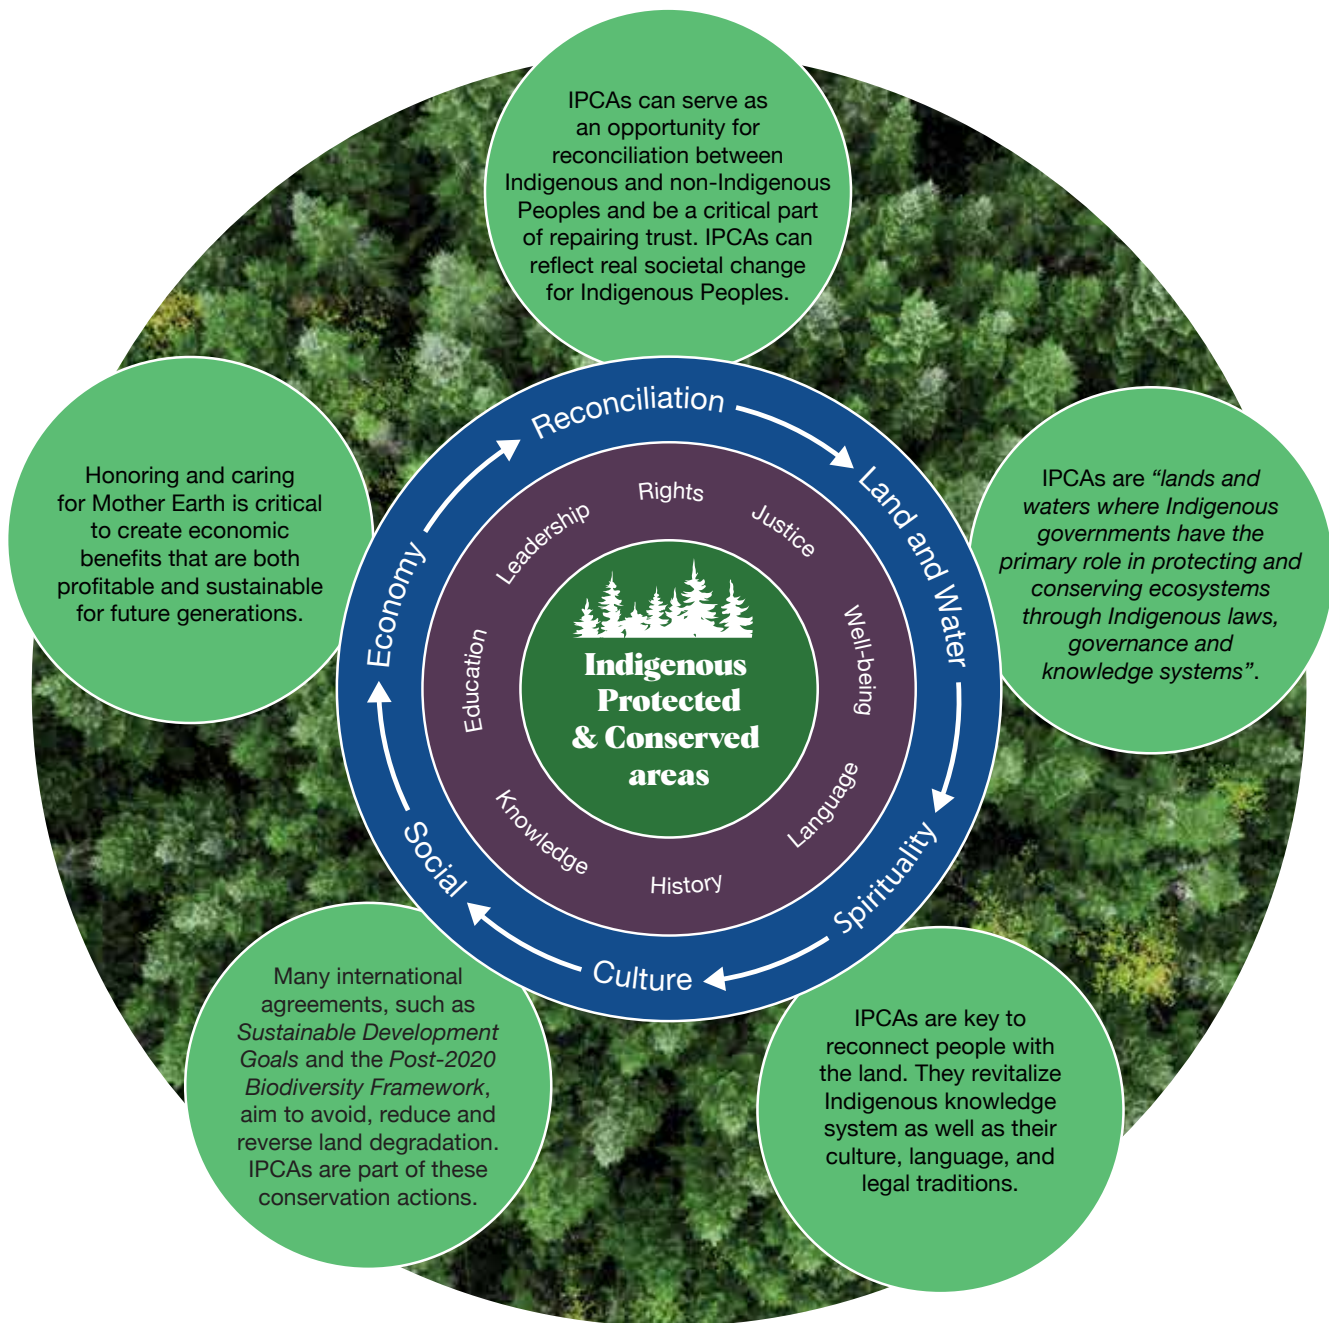 IPCAs can serve as
an opportunity for
reconciliation between
Indigenous and non-Indigenous
Peoples and be a critical part
of repairing trust. IPCAs can
reflect real societal change
for Indigenous Peoples.
Honoring and caring
for Mother Earth is critical
to create economic
benefits that are both
profitable and sustainable
for future generations.
IPCAs are “lands and
waters where Indigenous
governments have the
primary role in protecting and
conserving ecosystems
through Indigenous laws,
governance and
knowledge systems”.
Reconciliation
Land and Water
Spirituality
Culture
Social
Economy
Rights
Justice
Well-being
Language
History
Knowledge
Education
Leadership
Indigenous
Protected
& Conserved
areas
Many international
agreements, such as
Sustainable Development
Goals and the Post-2020
Biodiversity Framework,
aim to avoid, reduce and
reverse land degradation.
IPCAs are part of these
conservation actions.
IPCAs are key to
reconnect people with
the land. They revitalize
Indigenous knowledge
system as well as their
culture, language, and
legal traditions.